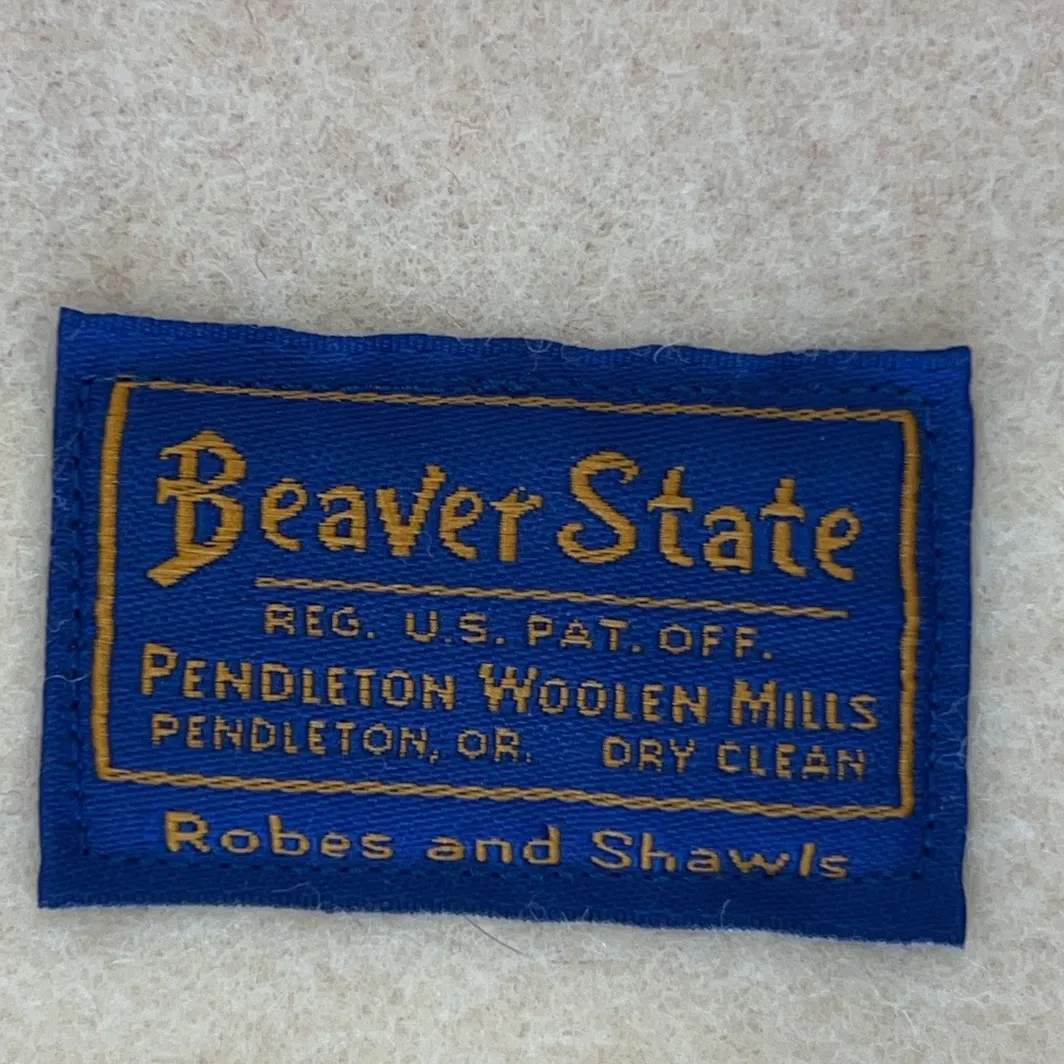 Beaver State
REG. U.S. PAT. OFF.
PENDLETON WOOLEN MILLS
PENDLETON, OR. DRY CLEAN
Robes and Shawls